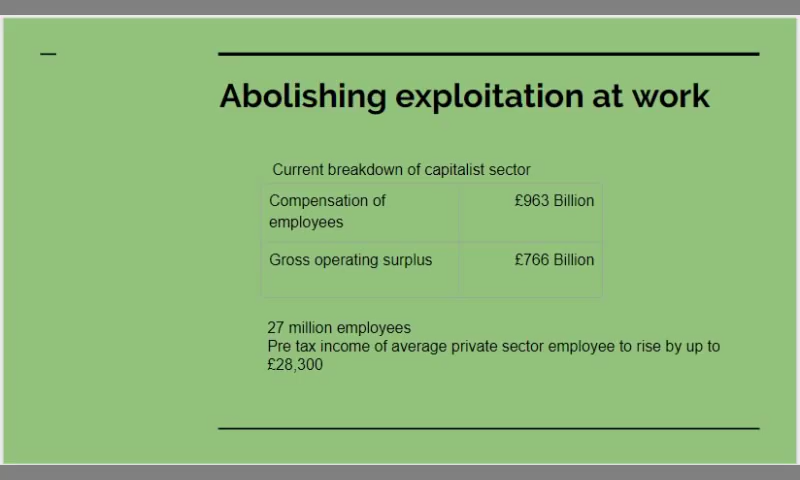 Abolishing exploitation at work
Current breakdown of capitalist sector
Compensation of
employees
£963 Billion
Gross operating surplus
£766 Billion
27 million employees
Pre tax income of average private sector employee to rise by up to
£28,300